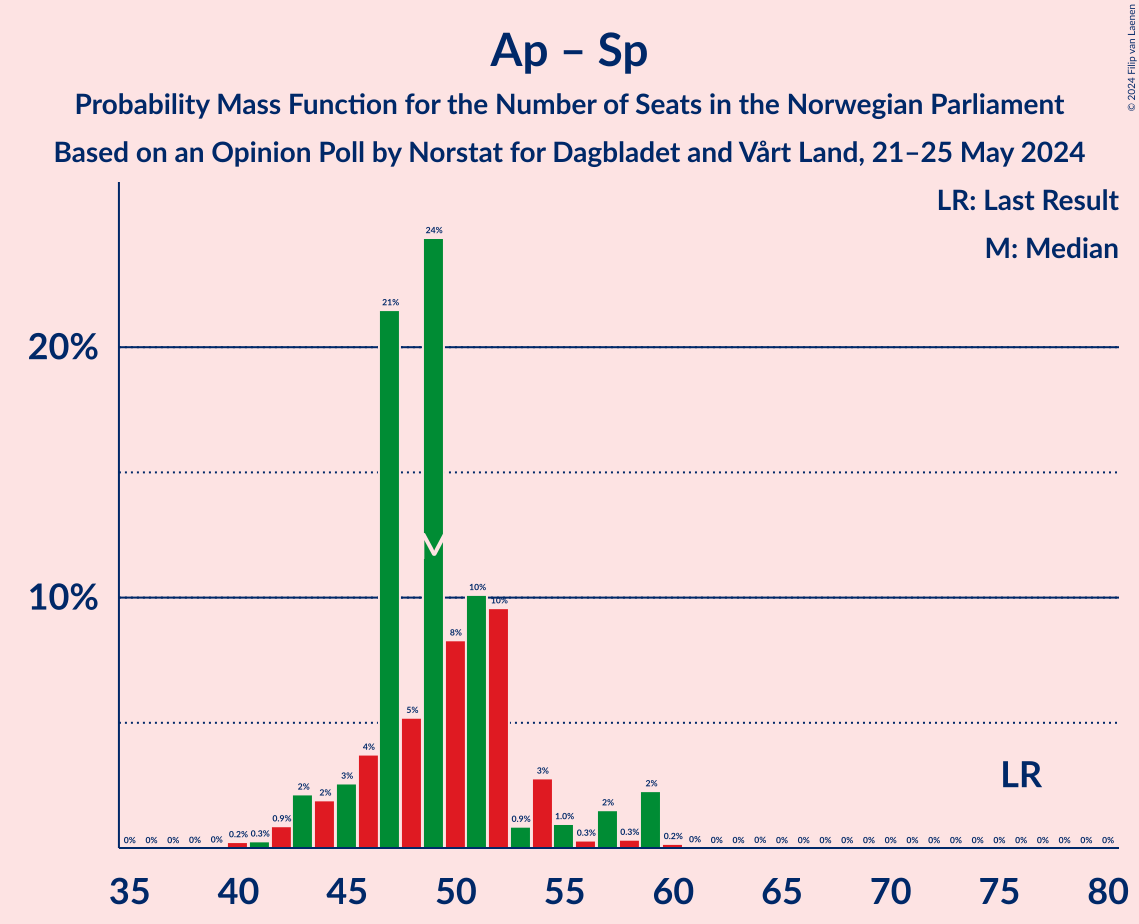 Ap – Sp
Probability Mass Function for the Number of Seats in the Norwegian Parliament
Based on an Opinion Poll by Norstat for Dagbladet and Vårt Land, 21–25 May 2024
© 2024 Filip van Laenen
LR: Last Result
M: Median
20%
10%
0% 0% 0% 0% 0% 0.2% 0.3% 0.9% 2% 2% 3% 4% 21% 5% 24% 8% 10% 10% 0.9% 3% 1.0% 0.3% 2% 0.3% 2% 0.2% 0% 0% 0% 0% 0% 0% 0% 0% 0% 0% 0% 0% 0% 0% 0% 0% 0% 0% 0% 0%
M
LR
35 40 45 50 55 60 65 70 75 80